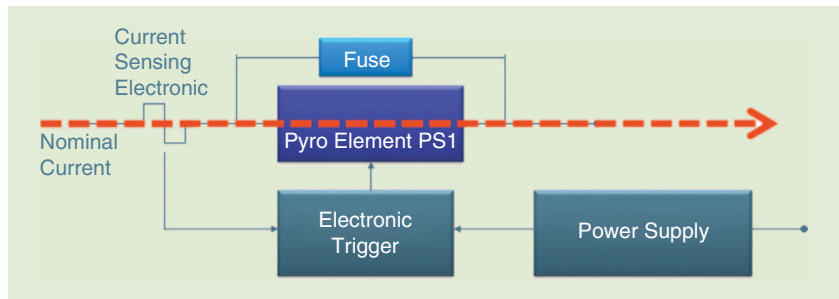 Current
Sensing
Electronic
Fuse
Nominal
Current
Pyro Element PS1
Electronic
Trigger
Power Supply